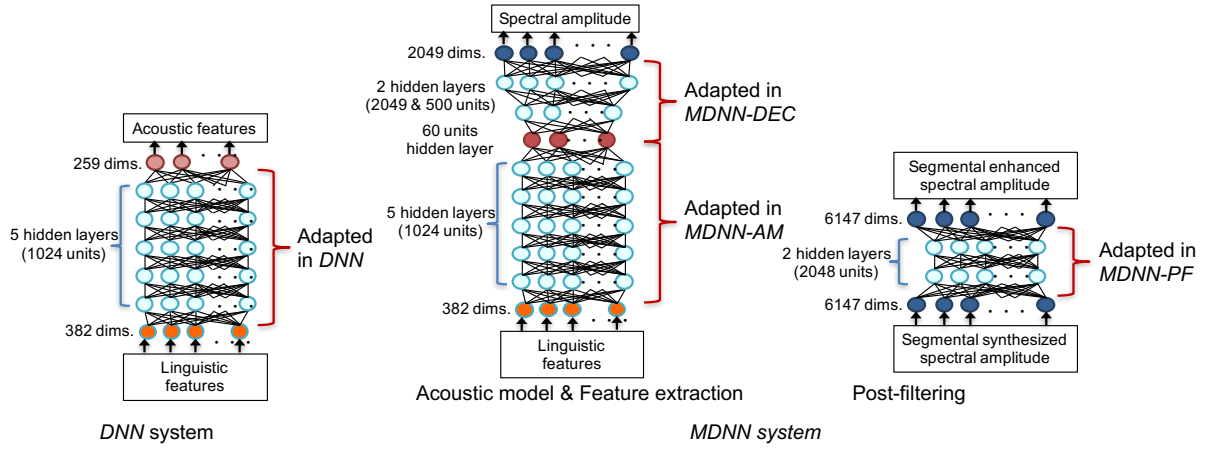 Acoustic features
259 dims.
5 hidden layers
(1024 units)
Adapted
in DNN
382 dims.
Linguistic
features
DNN system
Spectral amplitude
2049 dims.
2 hidden layers
(2049 & 500 units)
Adapted in
MDNN-DEC
60 units
hidden layer
5 hidden layers
(1024 units)
Adapted in
MDNN-AM
382 dims.
Linguistic
features
Acoustic model & Feature extraction
Segmental enhanced
spectral amplitude
6147 dims.
2 hidden layers
(2048 units)
Adapted in
MDNN-PF
6147 dims.
Segmental synthesized
spectral amplitude
Post-filtering
MDNN system